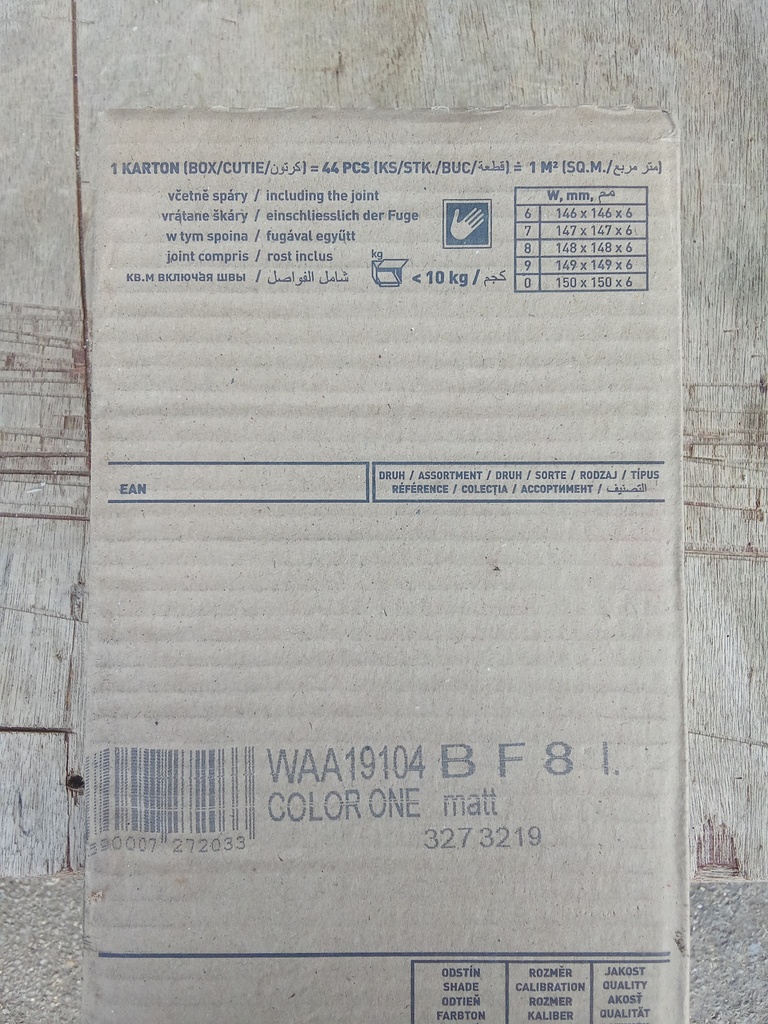 1 KARTON (BOX/CUTIE/كرتون) = 44 PCS (KS/STK./BUC/قطعة) ≐ 1 M² (SQ.M./متر مربع)
včetně spáry / including the joint
vrátane škáry / einschliesslich der Fuge
w tym spoina / fugával együtt
joint compris / rost inclus
кв.м включая швы / شامل الفواصل
kg
< 10 kg / كجم
W, mm, مم
6 146 x 146 x 6
7 147 x 147 x 6
8 148 x 148 x 6
9 149 x 149 x 6
0 150 x 150 x 6
EAN
DRUH / ASSORTMENT / DRUH / SORTE / RODZAJ / TÍPUS
RÉFÉRENCE / COLECȚIA / АССОРТИМЕНТ / التصنيف
WAA19104 B F 8 I.
COLOR ONE matt
90007 272033
327 3219
ODSTÍN
SHADE
ODTIEŇ
FARBTON
ROZMĚR
CALIBRATION
ROZMER
KALIBER
JAKOST
QUALITY
AKOSŤ
QUALITÄT